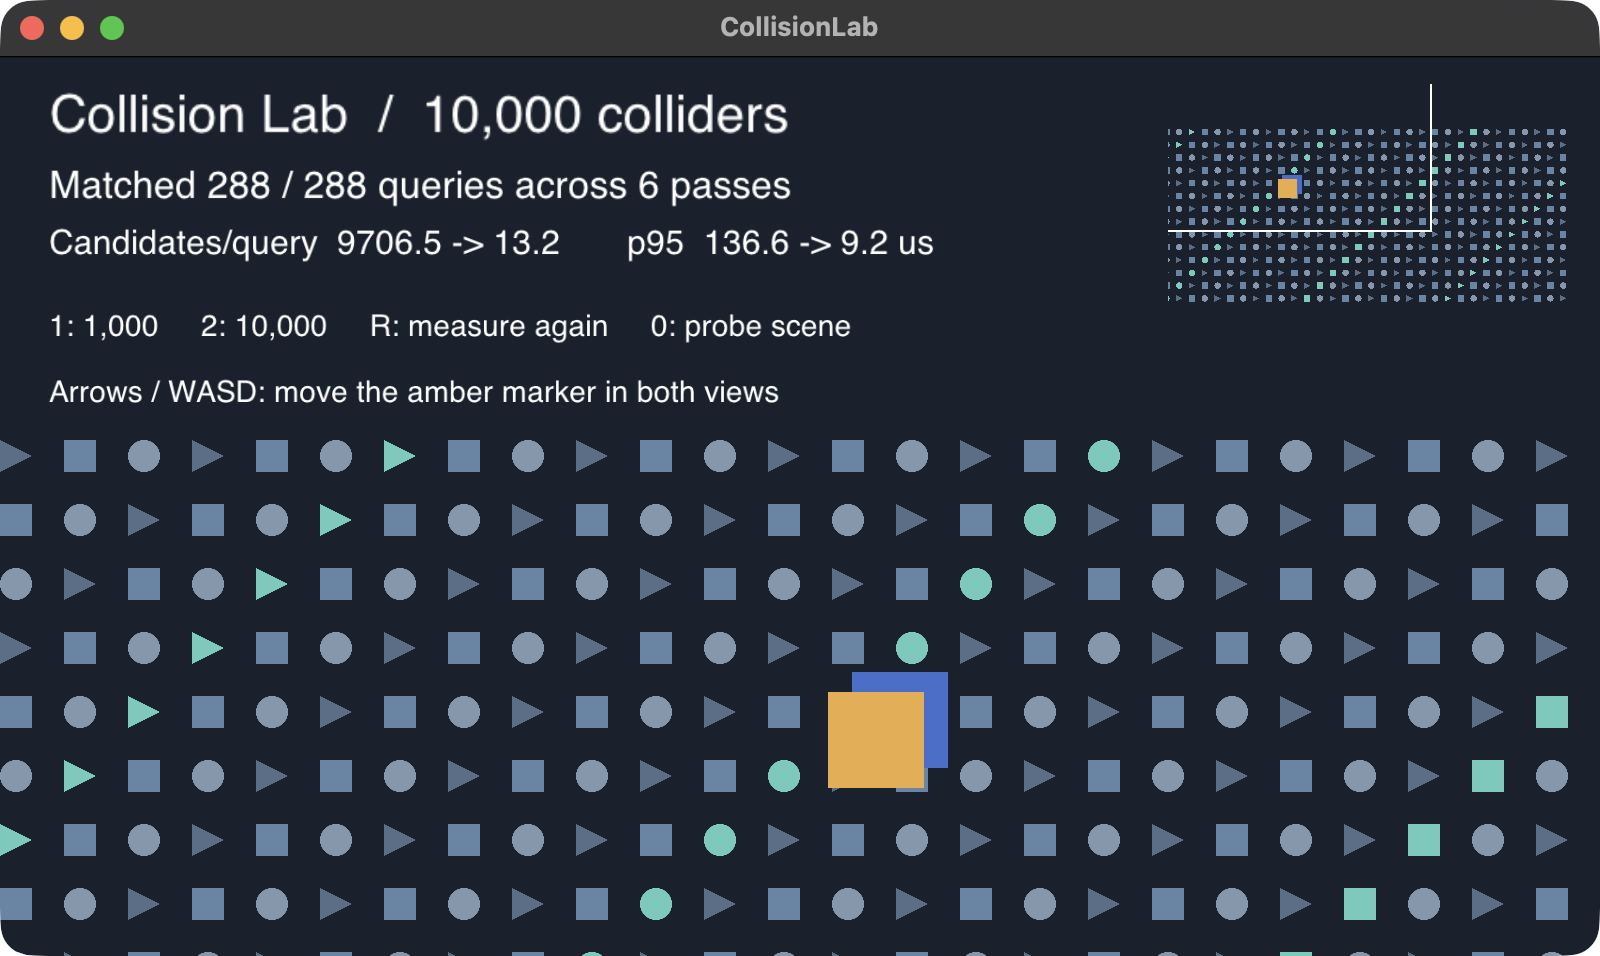 CollisionLab
Collision Lab / 10,000 colliders
Matched 288 / 288 queries across 6 passes
Candidates/query 9706.5 -> 13.2 p95 136.6 -> 9.2 us
1: 1,000 2: 10,000 R: measure again 0: probe scene
Arrows / WASD: move the amber marker in both views